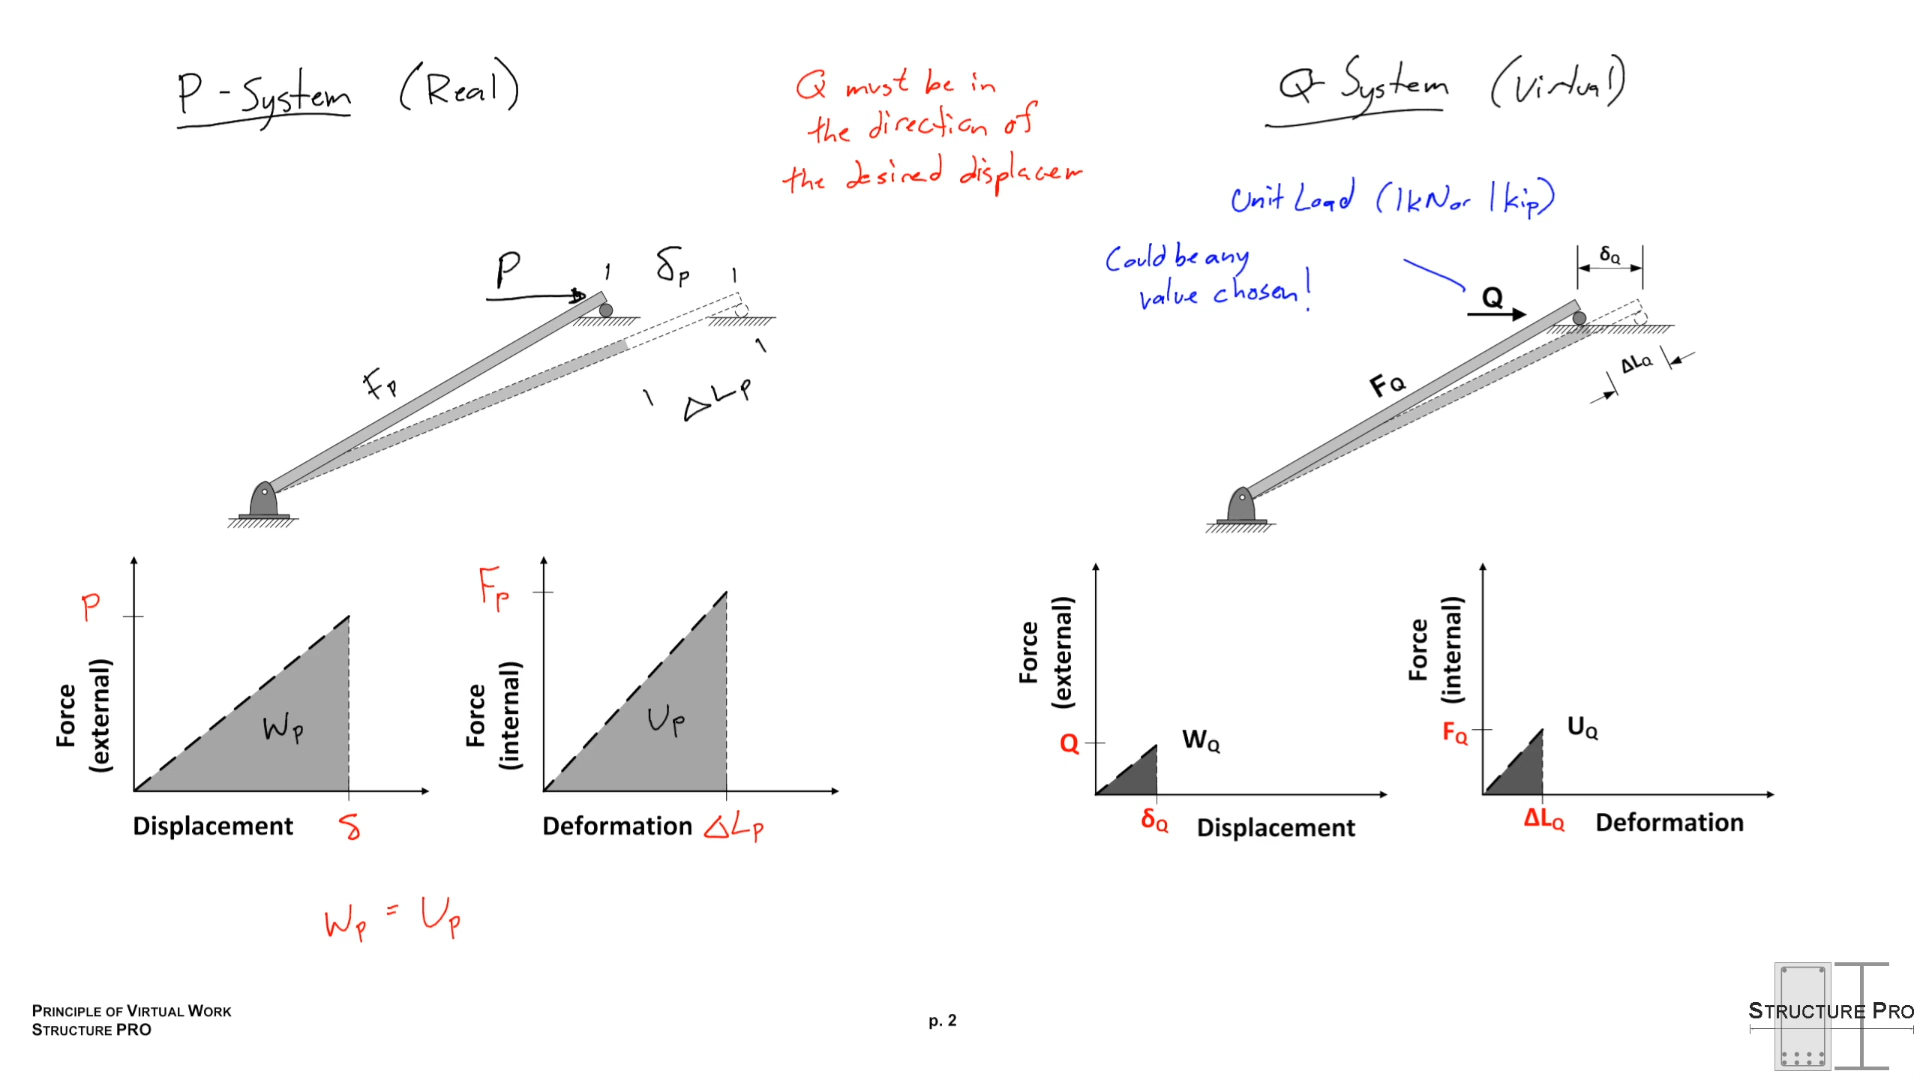 P-System (Real)
Q must be in
the direction of
the desired displacem
Q System (Virtual)
Unit Load (1kN or 1kip)
Could be any
value chosen!
P
δp
Fp
ΔLp
δQ
Q
ΔLQ
FQ
P
Force
(external)
Wp
Displacement δ
Fp
Force
(internal)
Up
Deformation ΔLp
Force
(external)
Q
WQ
δQ Displacement
Force
(internal)
FQ
UQ
ΔLQ Deformation
Wp = Up
PRINCIPLE OF VIRTUAL WORK
STRUCTURE PRO
p. 2
STRUCTURE PRO